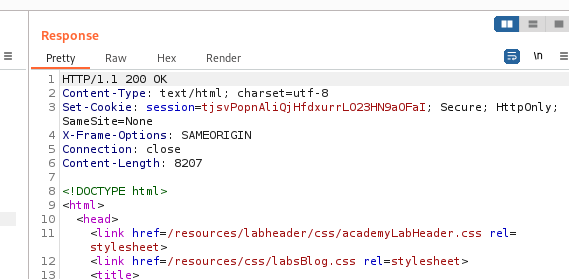 Response
Pretty Raw Hex Render \n
1 HTTP/1.1 200 OK
2 Content-Type: text/html; charset=utf-8
3 Set-Cookie: session=tjsvPopnAliQjHfdxurrLO23HN9aOFaI; Secure; HttpOnly;
SameSite=None
4 X-Frame-Options: SAMEORIGIN
5 Connection: close
6 Content-Length: 8207
7
8 <!DOCTYPE html>
9 <html>
10 <head>
11 <link href=/resources/labheader/css/academyLabHeader.css rel=
stylesheet>
12 <link href=/resources/css/labsBlog.css rel=stylesheet>
13 <title>